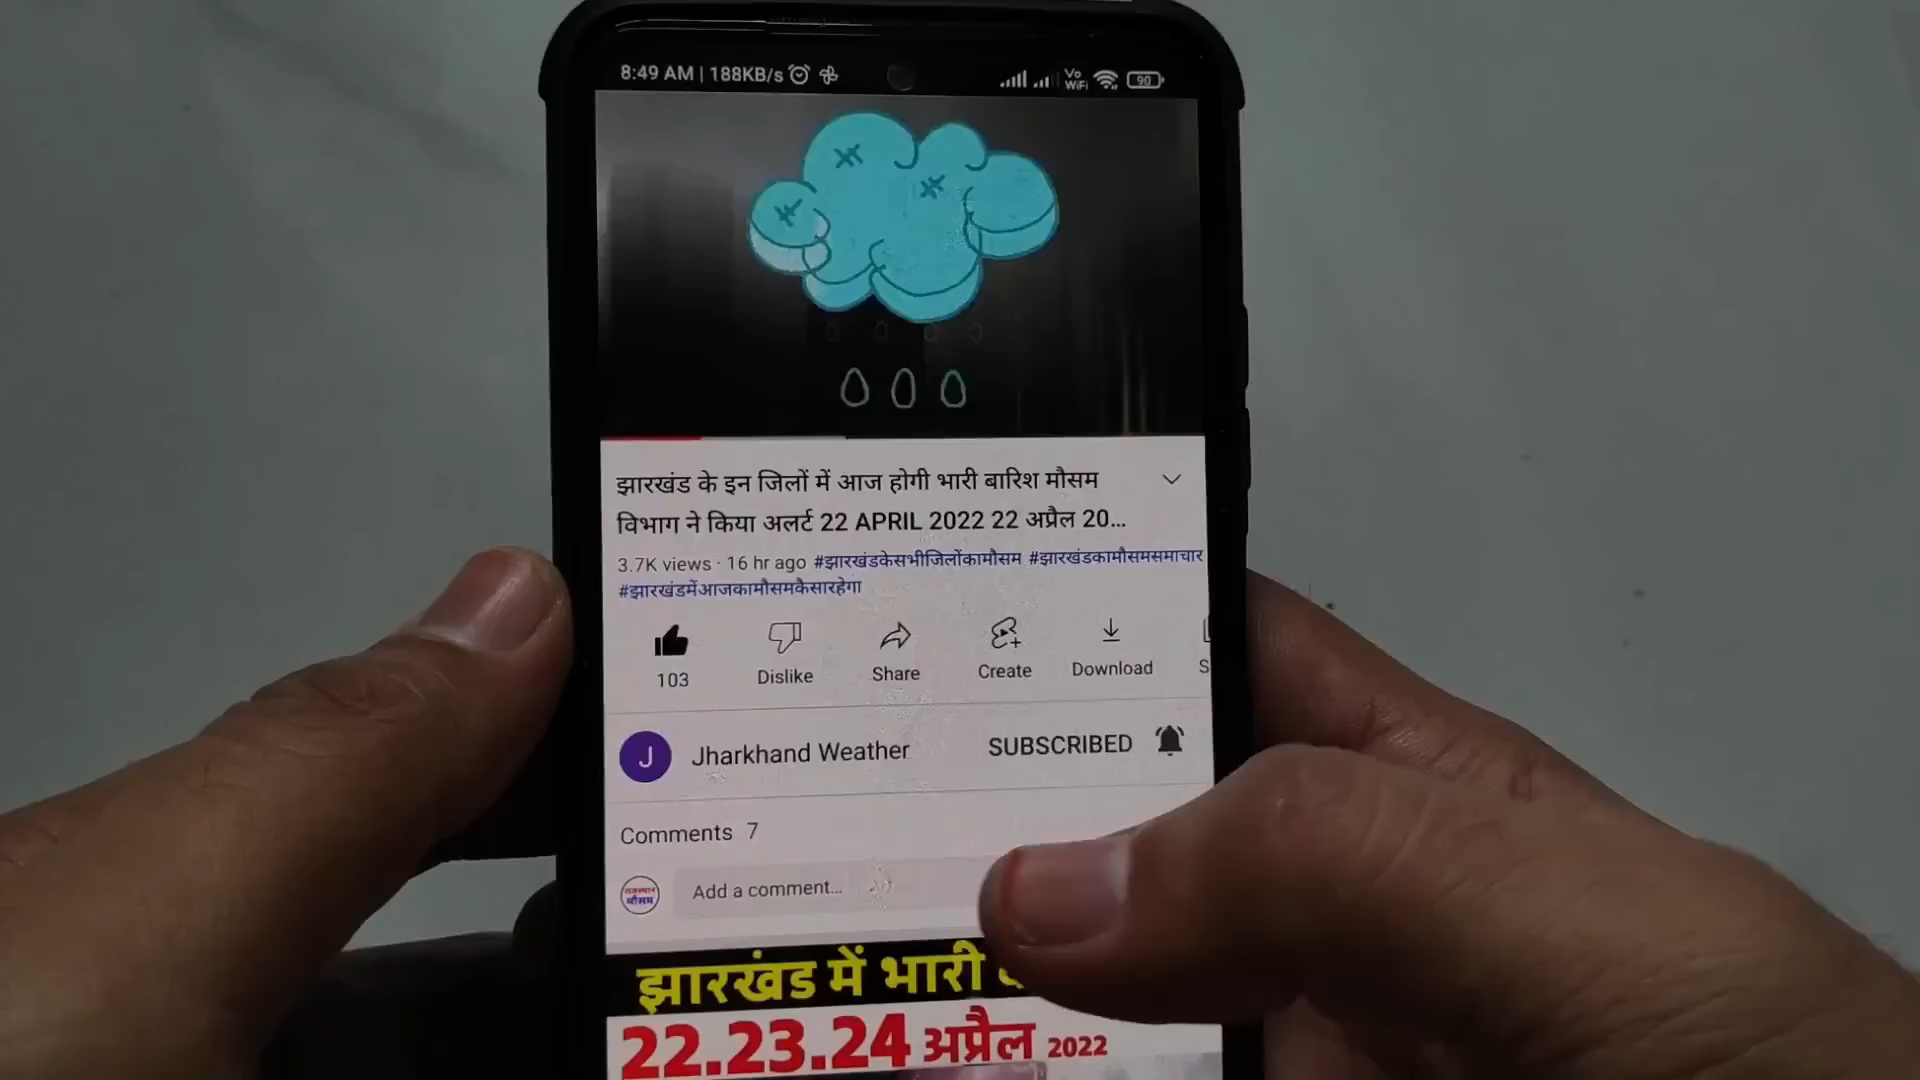 8:49 AM | 188KB/s
Vo
WiFi
90
झारखंड के इन जिलों में आज होगी भारी बारिश मौसम
विभाग ने किया अलर्ट 22 APRIL 2022 22 अप्रैल 20...
3.7K views · 16 hr ago #झारखंडकेसभीजिलोंकामौसम #झारखंडकामौसमसमाचार
#झारखंडमेंआजकामौसमकैसारहेगा
103
Dislike
Share
Create
Download
J
Jharkhand Weather
SUBSCRIBED
Comments 7
राजस्थान
मौसम
Add a comment...
झारखंड में भारी
22.23.24 अप्रैल 2022